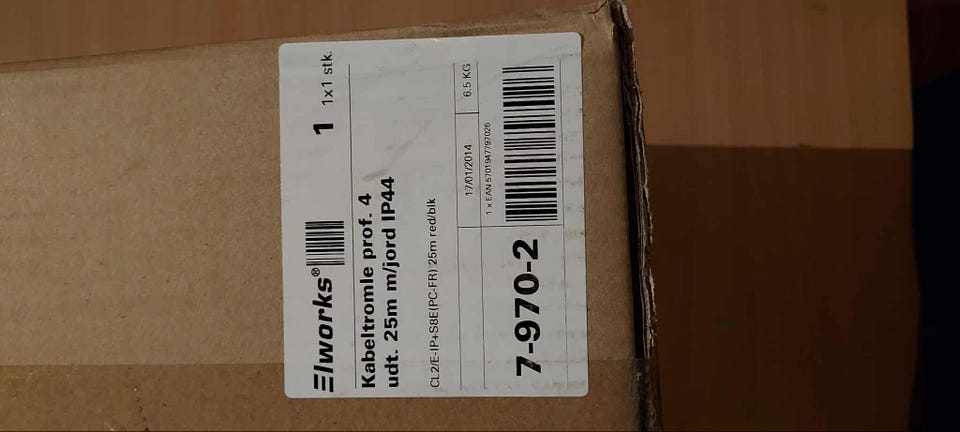 Elworks® 1 1x1 stk.
Kabeltromle prof. 4
udt. 25m m/jord IP44
CL2/E-IP+S8E(PC-FR) 25m red/blk
17/01/2014 6.5 KG
1 x EAN 5701947797026
7-970-2